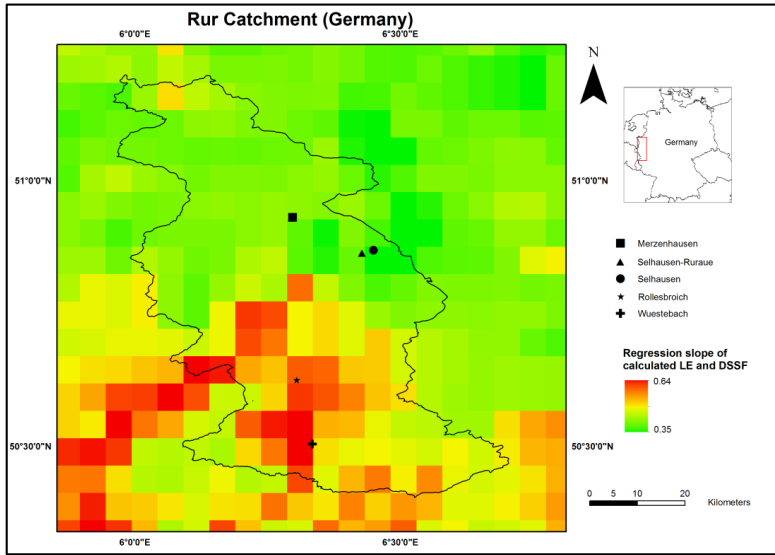 Rur Catchment (Germany)
6°0'0"E
6°30'0"E
N
Germany
51°0'0"N
51°0'0"N
Merzenhausen
Selhausen-Ruraue
Selhausen
Rollesbroich
Wuestebach
Regression slope of
calculated LE and DSSF
0.64
0.35
50°30'0"N
50°30'0"N
0 5 10 20
Kilometers
6°0'0"E
6°30'0"E